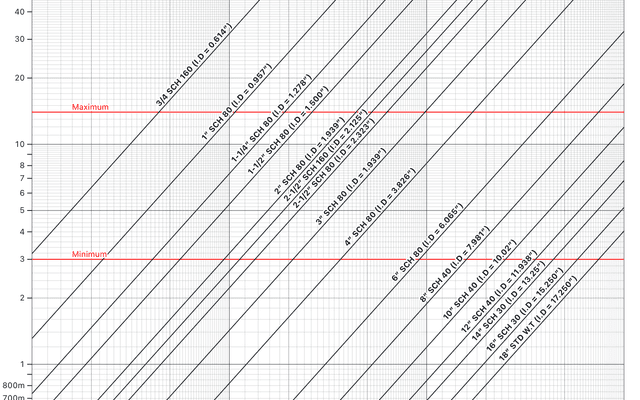 40
30
20
10
8
7
6
5
4
3
2
1
800m
700m
Maximum
Minimum
3/4 SCH 160 (I.D = 0.614")
1" SCH 80 (I.D = 0.957")
1-1/4" SCH 80 (I.D = 1.278")
1-1/2" SCH 80 (I.D = 1.500")
2" SCH 80 (I.D = 1.939")
2-1/2" SCH 160 (I.D = 2.125")
2-1/2" SCH 80 (I.D = 2.323")
3" SCH 80 (I.D = 1.939")
4" SCH 80 (I.D = 3.826")
6" SCH 80 (I.D = 6.065")
8" SCH 40 (I.D = 7.981")
10" SCH 40 (I.D = 10.02")
12" SCH 40 (I.D = 11.938")
14" SCH 30 (I.D = 13.25")
16" SCH 30 (I.D = 15.250")
18" STD W.T (I.D = 17.250")